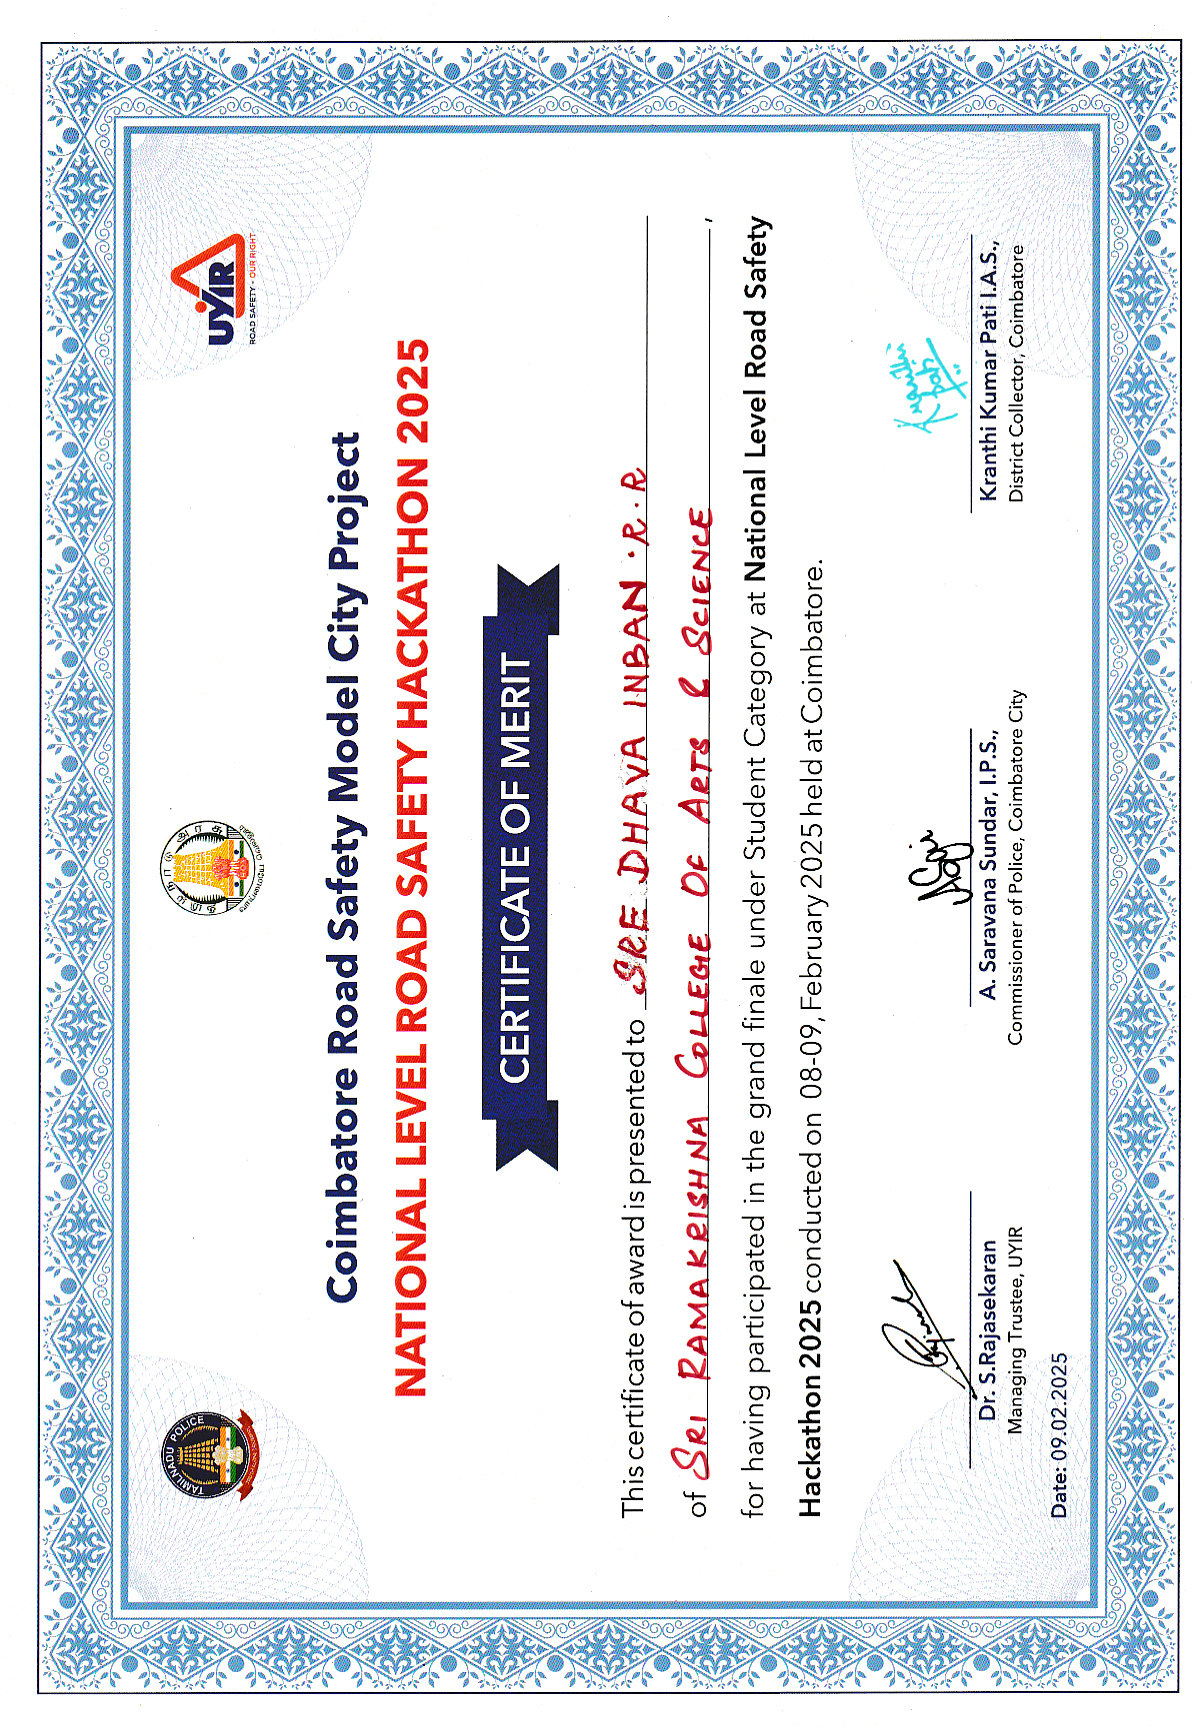 TAMILNADU POLICE
தமிழ்நாடு அரசு
வாய்மையே வெல்லும்
UYIR
ROAD SAFETY - OUR RIGHT
Coimbatore Road Safety Model City Project
NATIONAL LEVEL ROAD SAFETY HACKATHON 2025
CERTIFICATE OF MERIT
This certificate of award is presented to SRE DHAVA INBAN .R.R
of SRI RAMAKRISHNA COLLEGE OF ARTS & SCIENCE,
for having participated in the grand finale under Student Category at National Level Road Safety
Hackathon 2025 conducted on 08-09, February 2025 held at Coimbatore.
Kranthi
pati
Dr. S.Rajasekaran
Managing Trustee, UYIR
A. Saravana Sundar, I.P.S.,
Commissioner of Police, Coimbatore City
Kranthi Kumar Pati I.A.S.,
District Collector, Coimbatore
Date: 09.02.2025